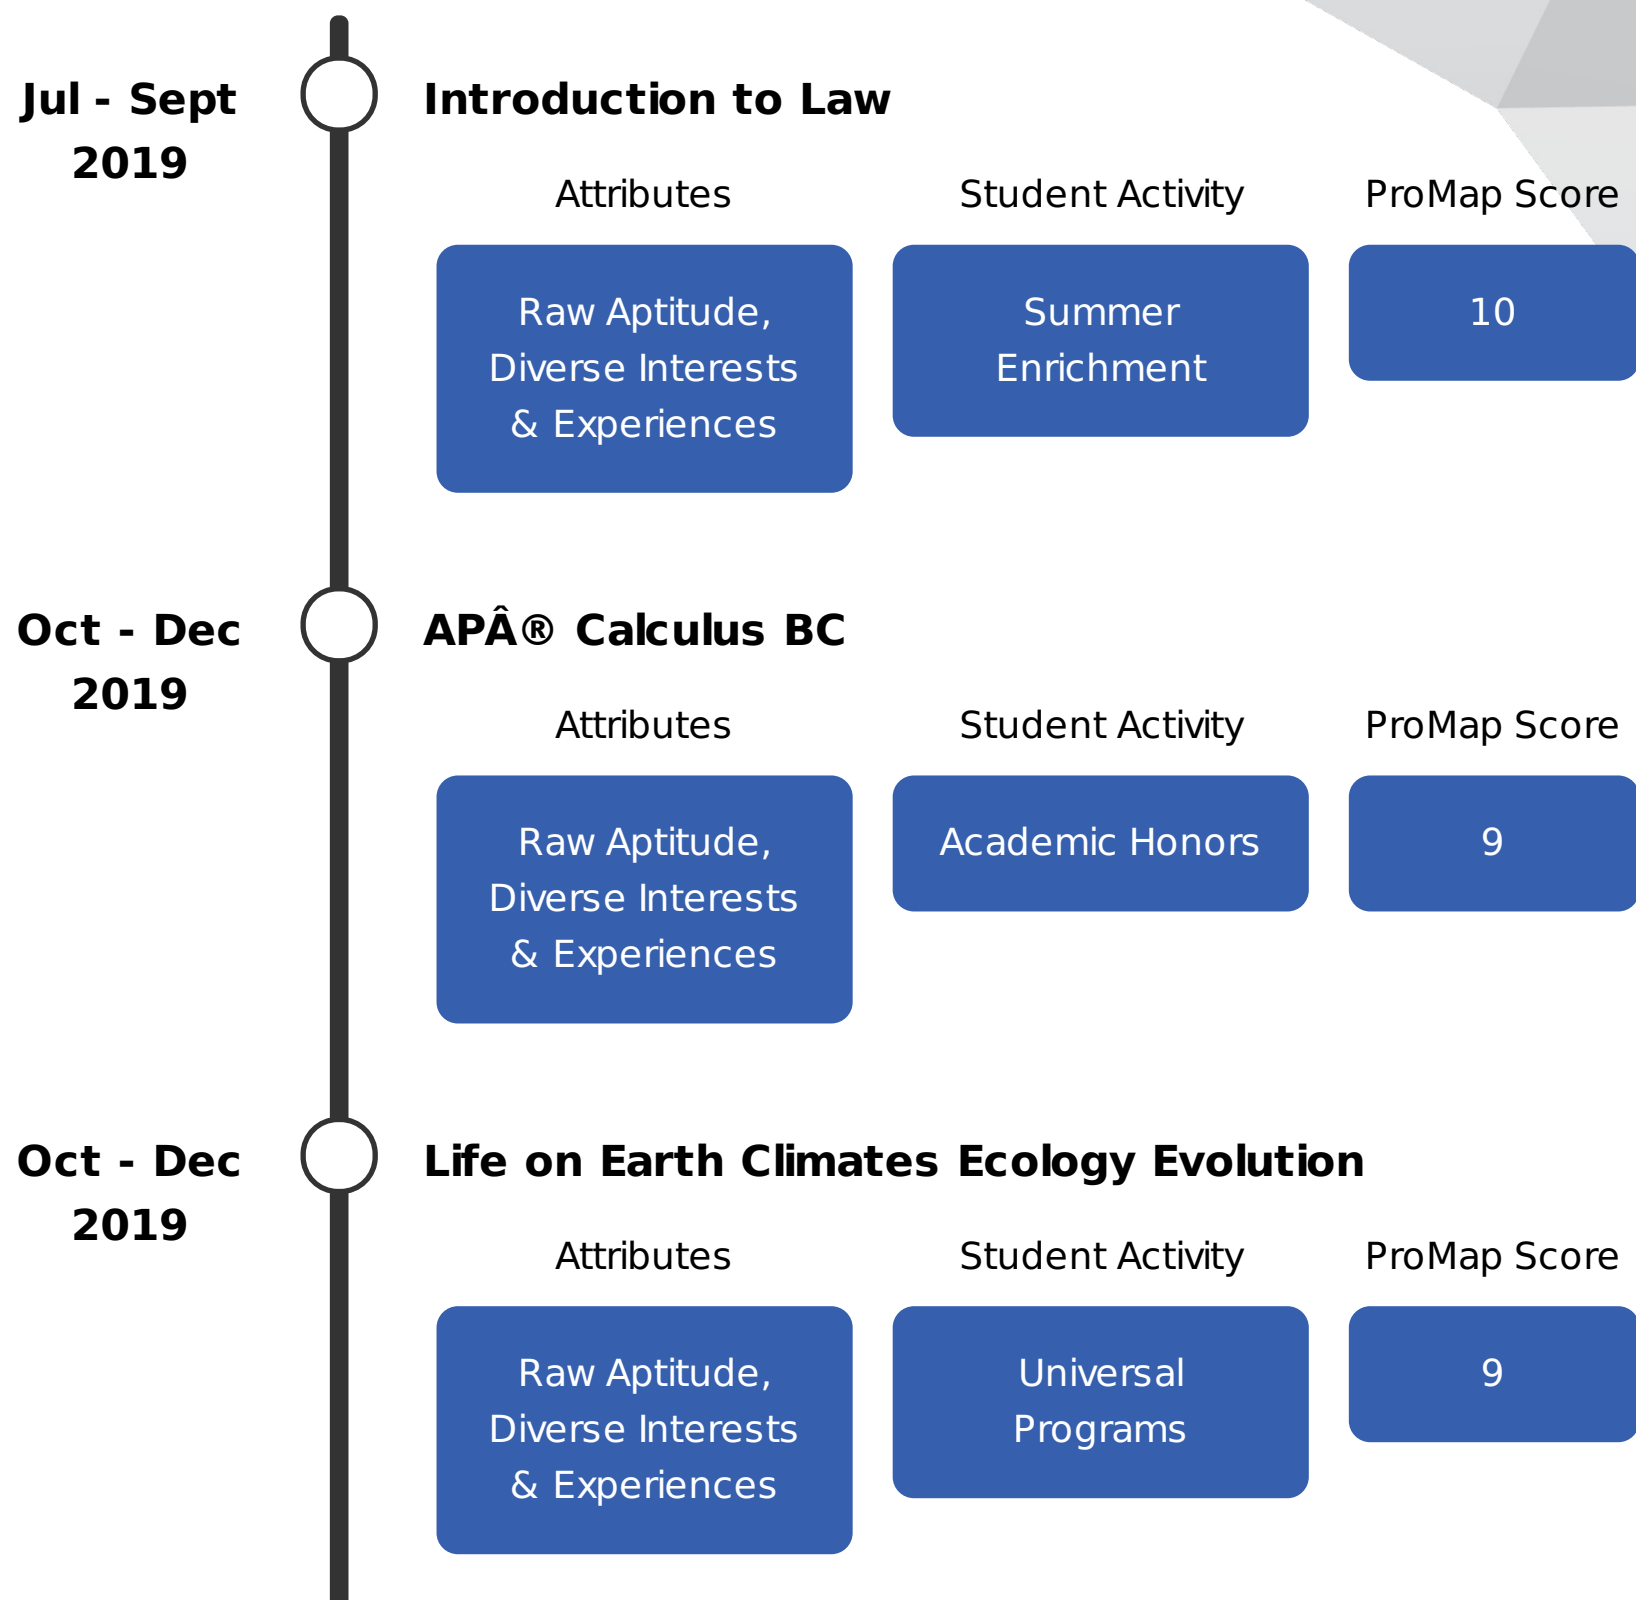 Jul - Sept
2019
Introduction to Law
Attributes
Student Activity
ProMap Score
Raw Aptitude,
Diverse Interests
& Experiences
Summer
Enrichment
10
Oct - Dec
2019
APÂ® Calculus BC
Attributes
Student Activity
ProMap Score
Raw Aptitude,
Diverse Interests
& Experiences
Academic Honors
9
Oct - Dec
2019
Life on Earth Climates Ecology Evolution
Attributes
Student Activity
ProMap Score
Raw Aptitude,
Diverse Interests
& Experiences
Universal
Programs
9